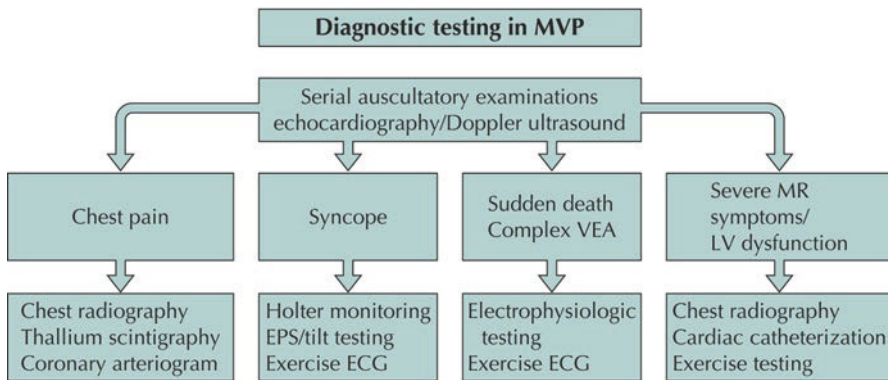 Diagnostic testing in MVP
Serial auscultatory examinations
echocardiography/Doppler ultrasound
Chest pain
Syncope
Sudden death
Complex VEA
Severe MR
symptoms/
LV dysfunction
Chest radiography
Thallium scintigraphy
Coronary arteriogram
Holter monitoring
EPS/tilt testing
Exercise ECG
Electrophysiologic
testing
Exercise ECG
Chest radiography
Cardiac catheterization
Exercise testing